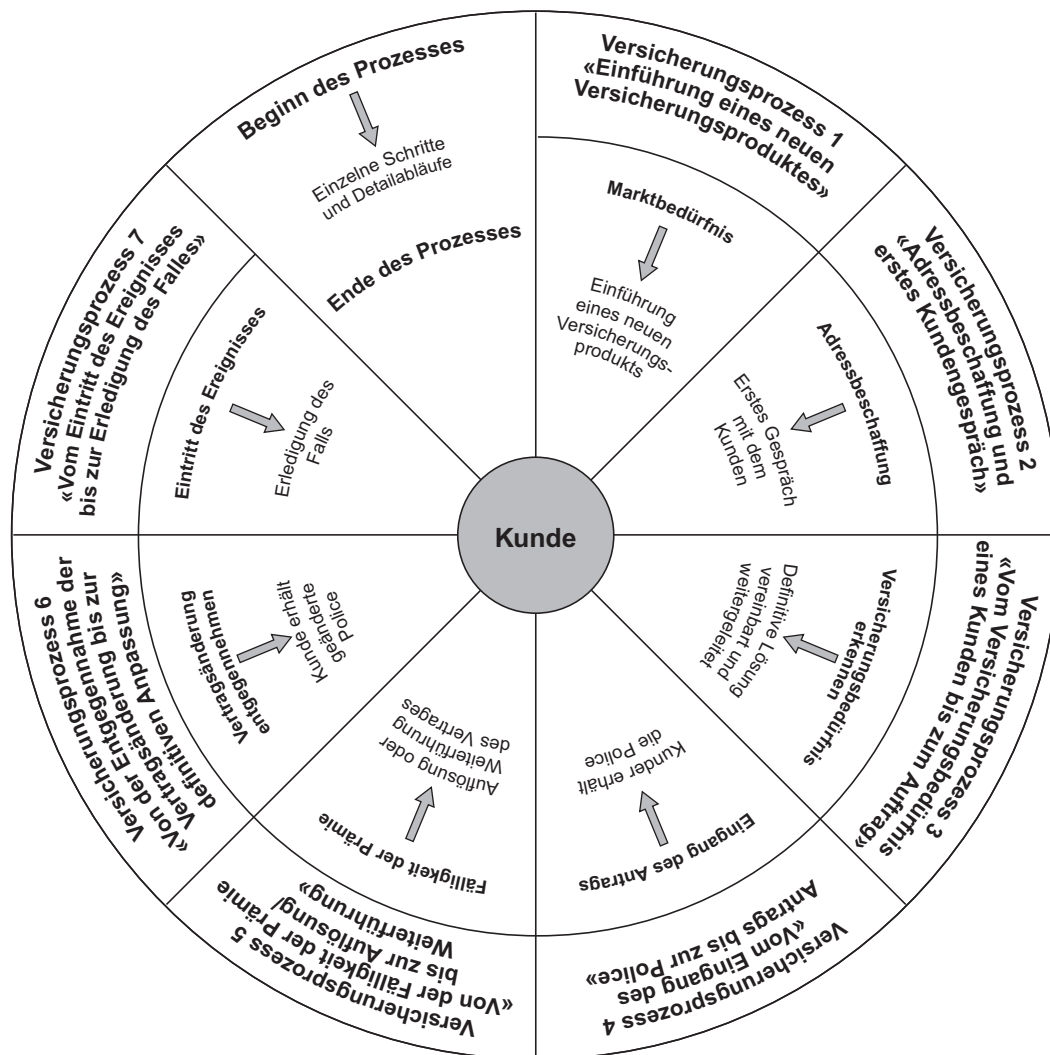 Beginn des Prozesses
Einzelne Schritte
und Detailabläufe
Ende des Prozesses
Versicherungsprozess 1
«Einführung eines neuen
Versicherungsproduktes»
Marktbedürfnis
Einführung
eines neuen
Versicherungs-
produkts
Versicherungsprozess 2
«Adressbeschaffung und
erstes Kundengespräch»
Adressbeschaffung
Erstes Gespräch
mit dem
Kunden
Versicherungsprozess 3
«Vom Versicherungsbedürfnis
eines Kunden bis zum Auftrag»
Versicherungsbedürfnis
erkennen
Definitive Lösung
vereinbart und
weitergeleitet
Versicherungsprozess 4
«Vom Eingang des
Antrags bis zur Police»
Eingang des Antrags
Kunder erhält
die Police
Versicherungsprozess 5
«Von der Fälligkeit der Prämie
bis zur Auflösung/
Weiterführung»
Fälligkeit der Prämie
Auflösung oder
Weiterführung
des Vertrages
Versicherungsprozess 6
«Von der Entgegennahme der
Vertragsänderung bis zur
definitiven Anpassung»
Vertragsänderung
entgegennehmen
Kunde erhält
geänderte
Police
Versicherungsprozess 7
«Vom Eintritt des Ereignisses
bis zur Erledigung des Falles»
Eintritt des Ereignisses
Erledigung des
Falls
Kunde